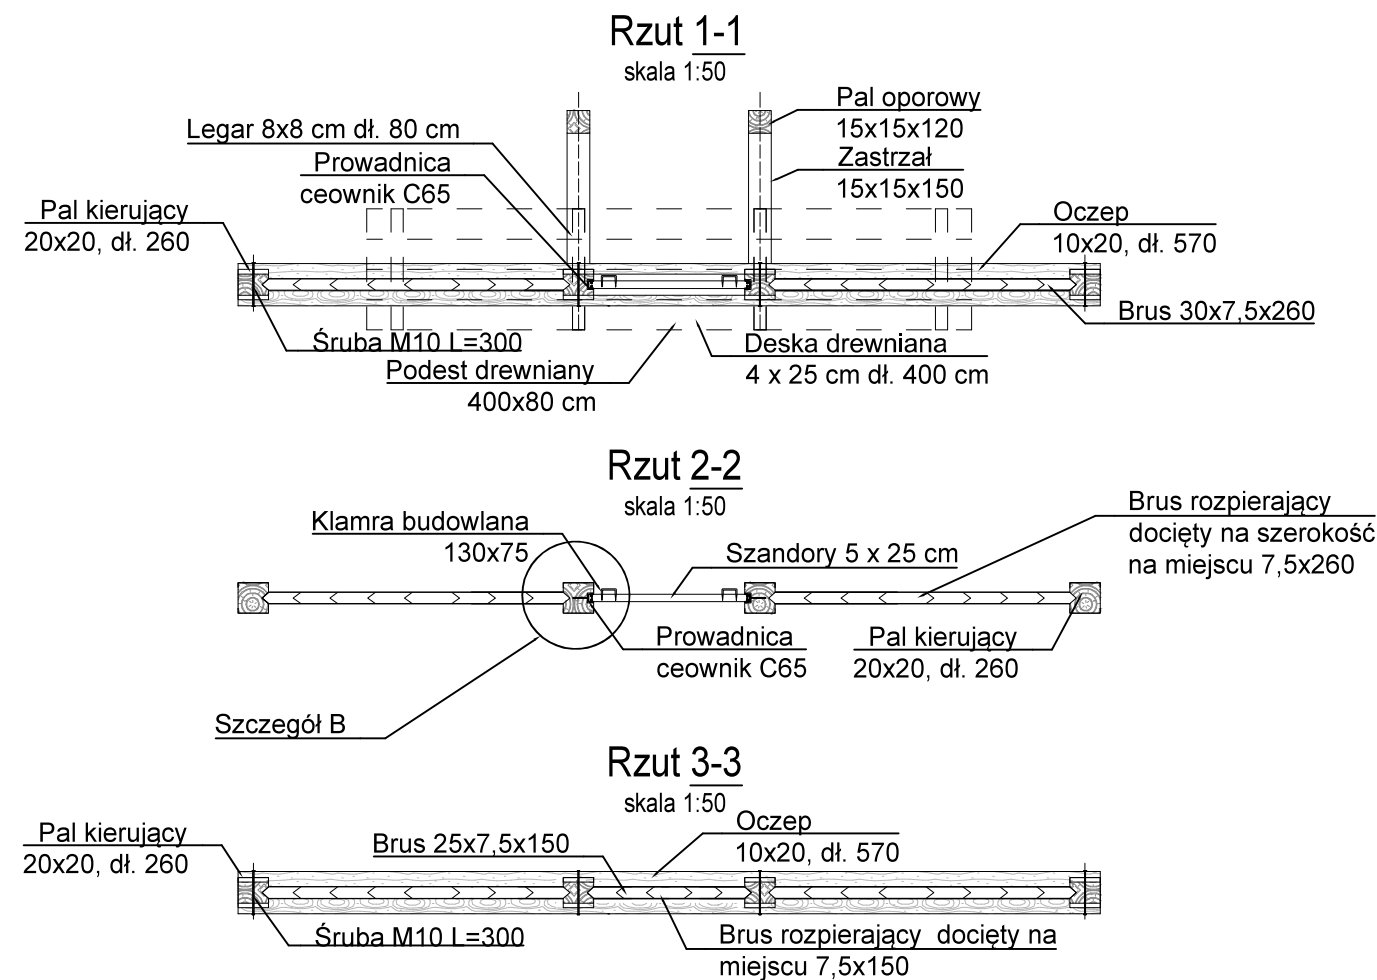 Rzut 1-1
skala 1:50
Pal oporowy
15x15x120
Legar 8x8 cm dł. 80 cm
Zastrzał
15x15x150
Prowadnica
ceownik C65
Pal kierujący
20x20, dł. 260
Oczep
10x20, dł. 570
Brus 30x7,5x260
Śruba M10 L=300
Deska drewniana
4 x 25 cm dł. 400 cm
Podest drewniany
400x80 cm
Rzut 2-2
skala 1:50
Klamra budowlana
130x75
Szandory 5 x 25 cm
Brus rozpierający
docięty na szerokość
na miejscu 7,5x260
Prowadnica
ceownik C65
Pal kierujący
20x20, dł. 260
Szczegół B
Rzut 3-3
skala 1:50
Pal kierujący
20x20, dł. 260
Brus 25x7,5x150
Oczep
10x20, dł. 570
Śruba M10 L=300
Brus rozpierający docięty na
miejscu 7,5x150